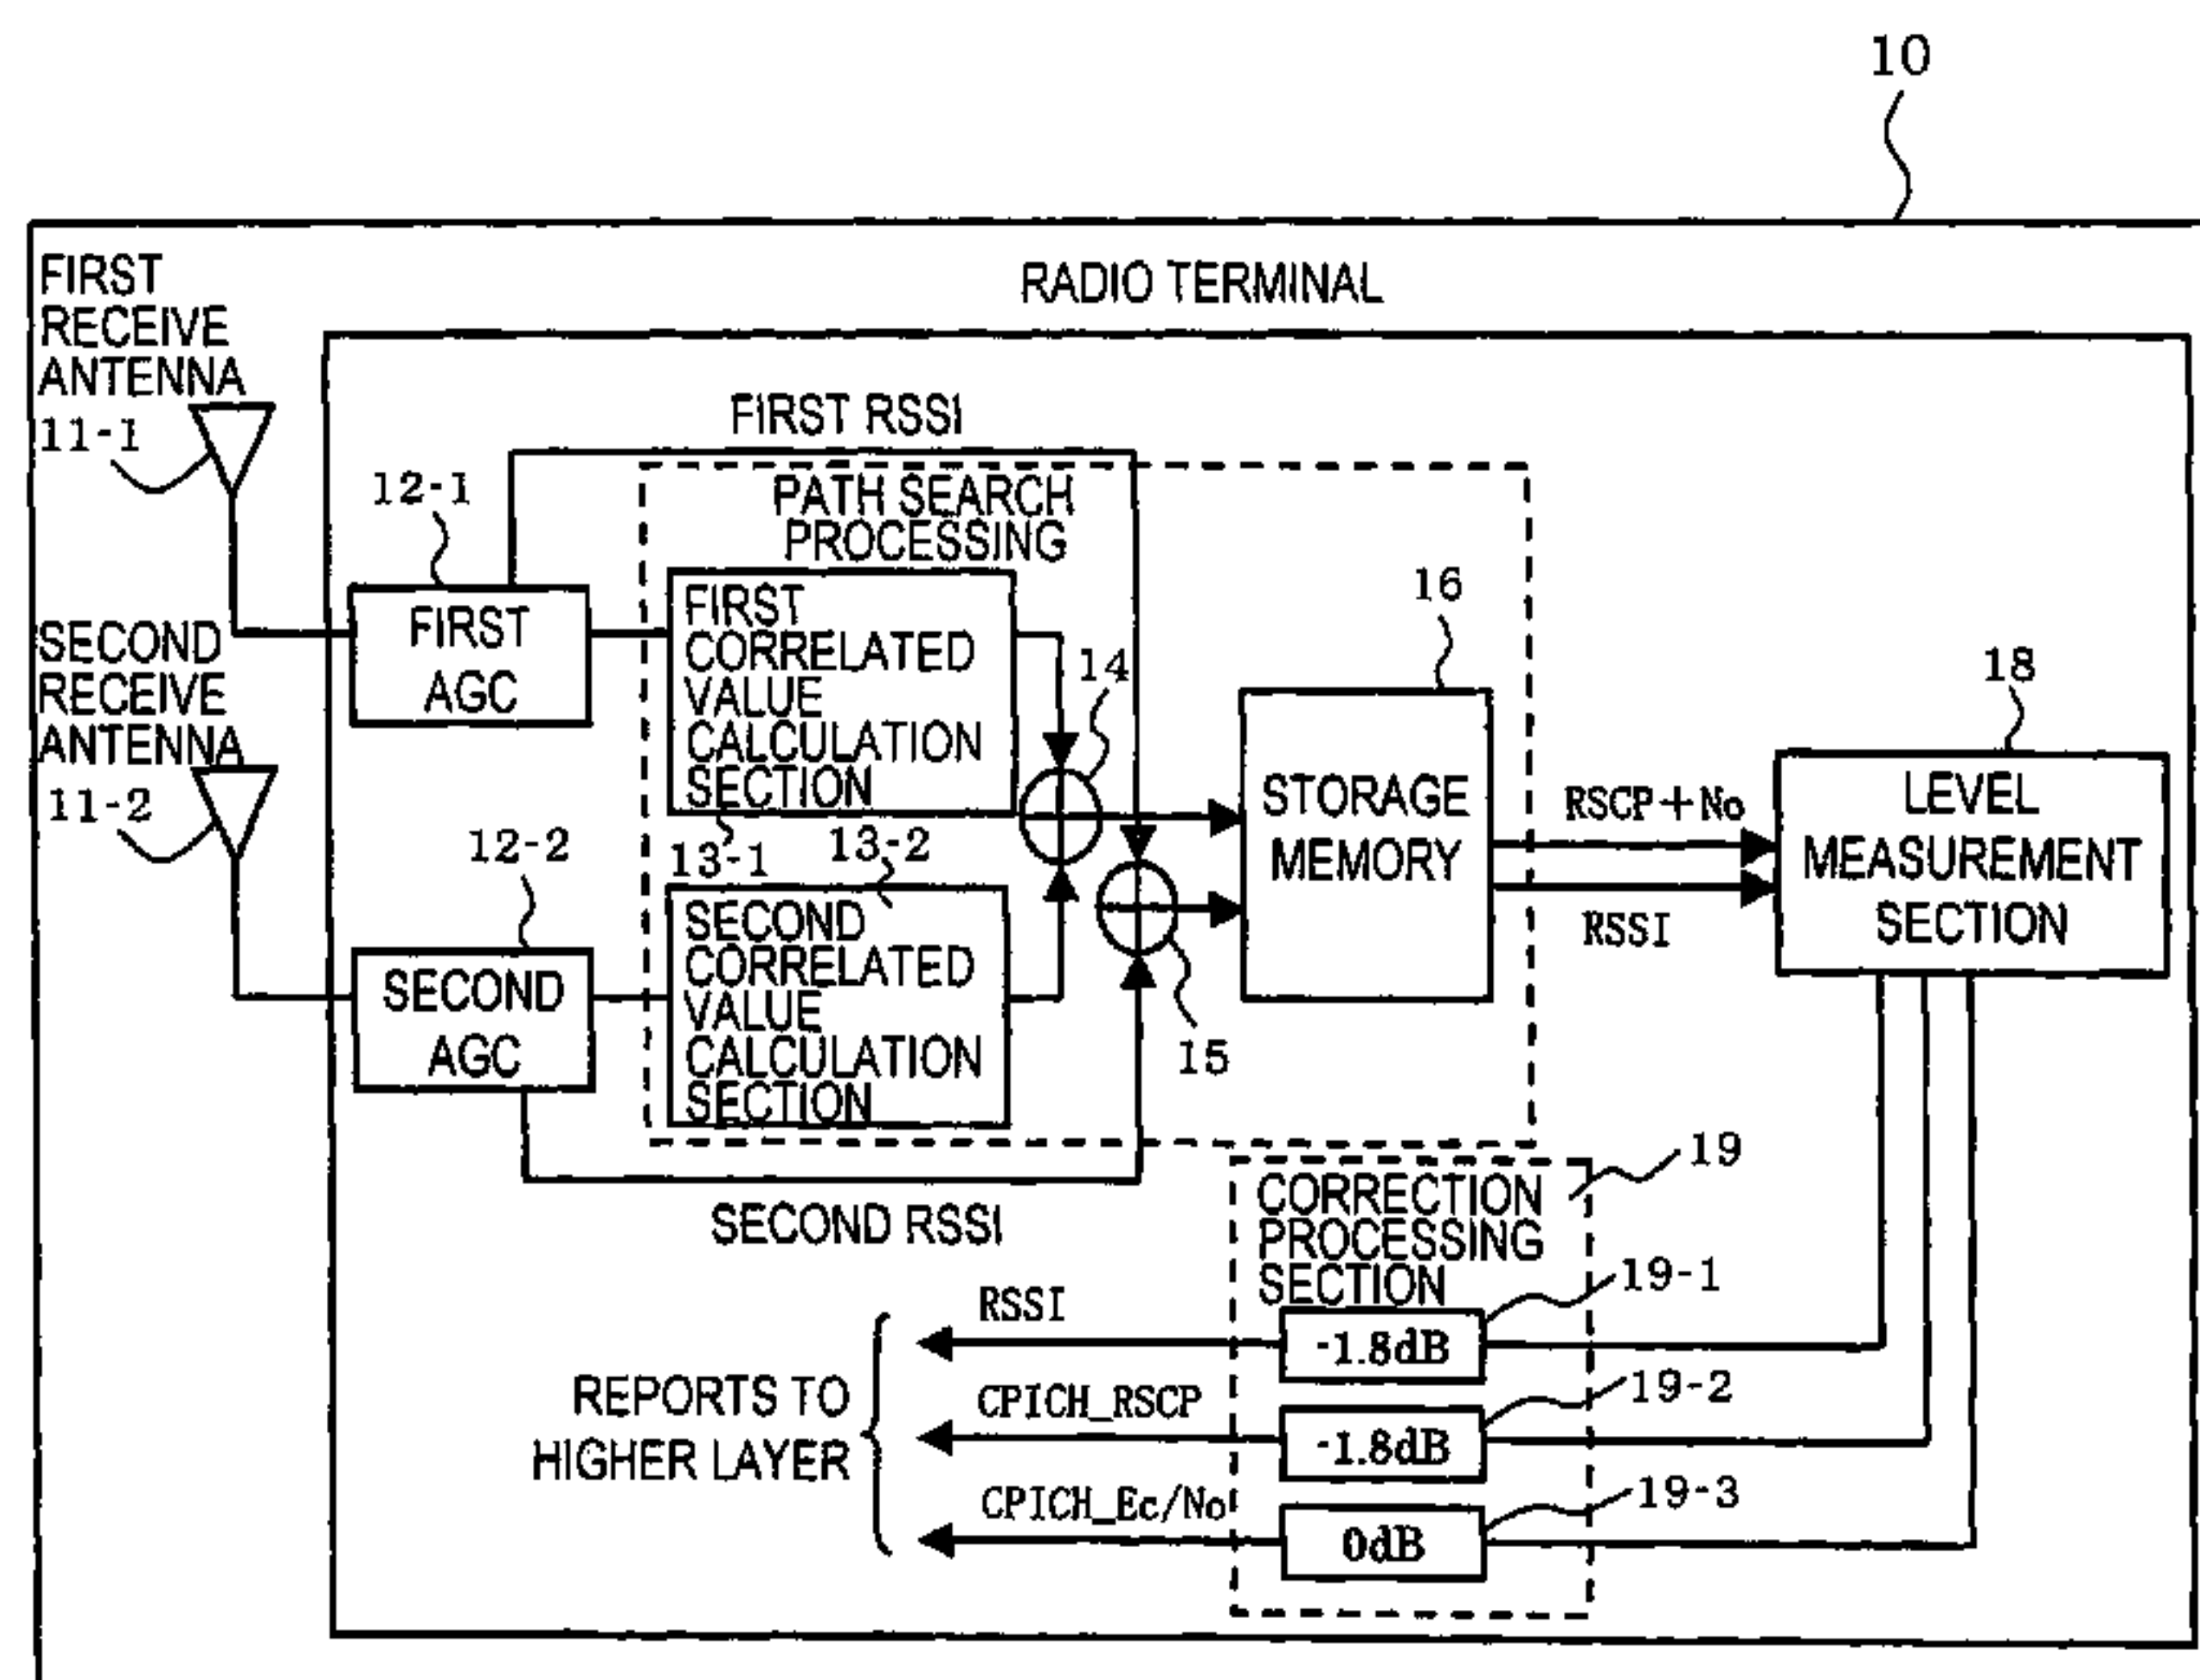 10
RADIO TERMINAL
FIRST
RECEIVE
ANTENNA
11-1
FIRST RSSI
12-1
PATH SEARCH
PROCESSING
FIRST
AGC
FIRST
CORRELATED
VALUE
CALCULATION
SECTION
13-1
14
16
18
SECOND
RECEIVE
ANTENNA
11-2
12-2
13-2
SECOND
AGC
SECOND
CORRELATED
VALUE
CALCULATION
SECTION
15
STORAGE
MEMORY
RSCP+No
RSSI
LEVEL
MEASUREMENT
SECTION
SECOND RSSI
CORRECTION
PROCESSING
SECTION
19
REPORTS TO
HIGHER LAYER
RSSI
-1.8dB
19-1
CPICH_RSCP
-1.8dB
19-2
CPICH_Ec/No
0dB
19-3